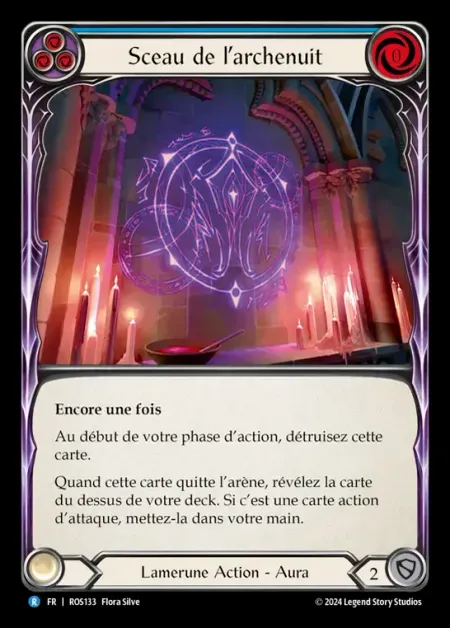 Sceau de l'archenuit
0
Encore une fois
Au début de votre phase d'action, détruisez cette
carte.
Quand cette carte quitte l'arène, révélez la carte
du dessus de votre deck. Si c'est une carte action
d'attaque, mettez-la dans votre main.
Lamerune Action - Aura
2
R FR | ROS133 Flora Silve
© 2024 Legend Story Studios